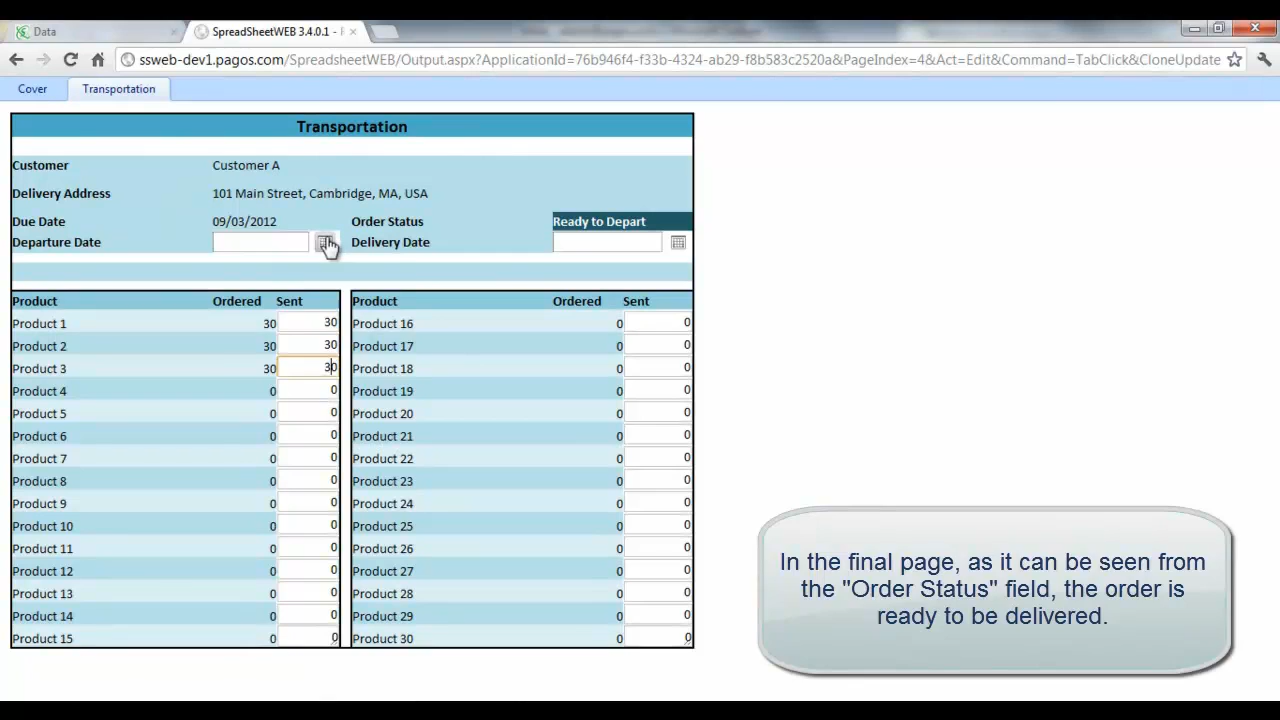 Data
SpreadSheetWEB 3.4.0.1 -
ssweb-dev1.pagos.com/SpreadsheetWEB/Output.aspx?ApplicationId=76b946f4-f33b-4324-ab29-f8b583c2520a&PageIndex=4&Act=Edit&Command=TabClick&CloneUpdate
Cover Transportation
Transportation
Customer Customer A
Delivery Address 101 Main Street, Cambridge, MA, USA
Due Date 09/03/2012 Order Status Ready to Depart
Departure Date Delivery Date
Product Ordered Sent Product Ordered Sent
Product 1 30 30 Product 16 0 0
Product 2 30 30 Product 17 0 0
Product 3 30 30 Product 18 0 0
Product 4 0 0 Product 19 0 0
Product 5 0 0 Product 20 0 0
Product 6 0 0 Product 21 0 0
Product 7 0 0 Product 22 0 0
Product 8 0 0 Product 23 0 0
Product 9 0 0 Product 24 0 0
Product 10 0 0 Product 25 0 0
Product 11 0 0 Product 26 0 0
Product 12 0 0 Product 27 0 0
Product 13 0 0 Product 28 0 0
Product 14 0 0 Product 29 0 0
Product 15 0 0 Product 30 0 0
In the final page, as it can be seen from
the "Order Status" field, the order is
ready to be delivered.